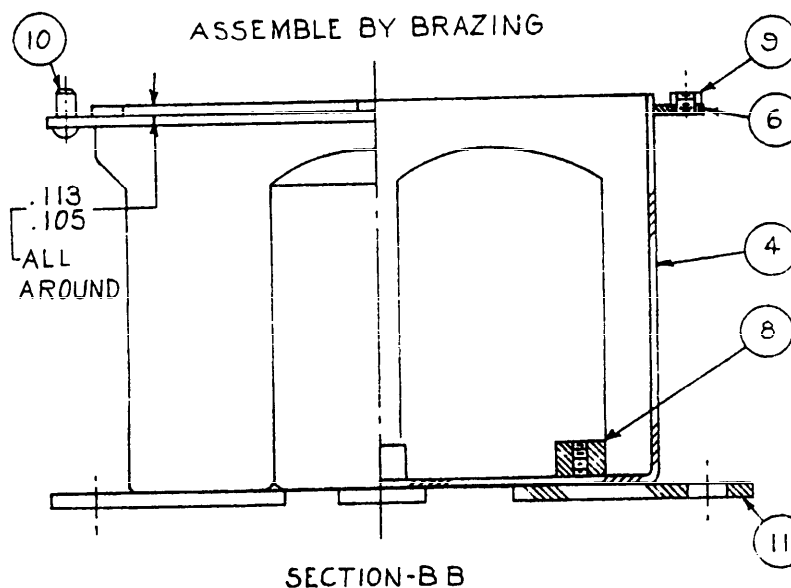 10
ASSEMBLE BY BRAZING
9
6
.113
.105
ALL
AROUND
4
8
11
SECTION-BB